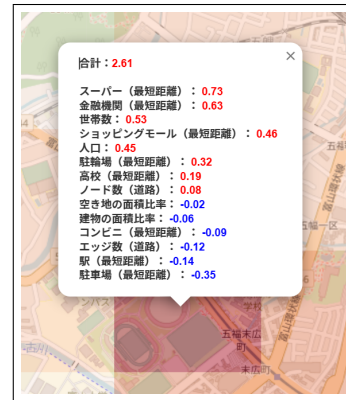 合計：2.61
×
スーパー（最短距離）： 0.73
金融機関（最短距離）： 0.63
世帯数： 0.53
ショッピングモール（最短距離）： 0.46
人口： 0.45
駐輪場（最短距離）： 0.32
高校（最短距離）： 0.19
ノード数（道路）： 0.08
空き地の面積比率： -0.02
建物の面積比率： -0.06
コンビニ（最短距離）： -0.09
エッジ数（道路）： -0.12
駅（最短距離）： -0.14
駐車場（最短距離）： -0.35
学校
五福末広
町
末広町